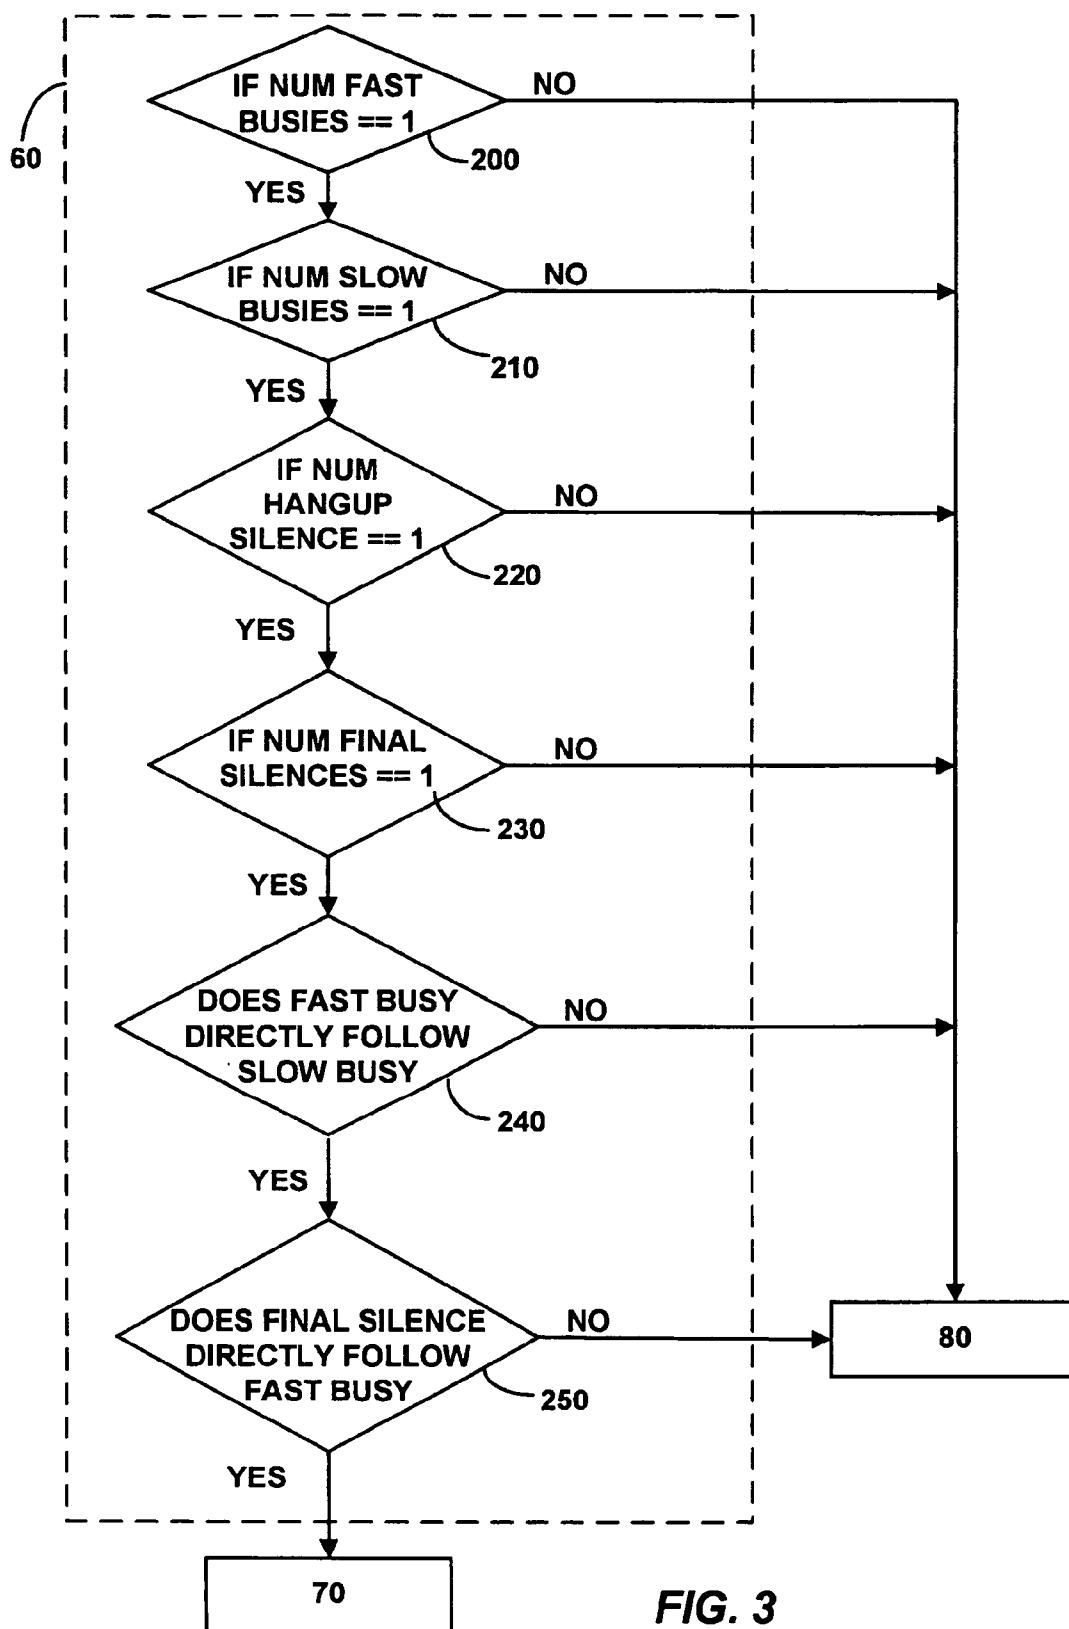 IF NUM FAST
BUSIES == 1
NO
200
60
YES
IF NUM SLOW
BUSIES == 1
NO
210
YES
IF NUM
HANGUP
SILENCE == 1
NO
220
YES
IF NUM FINAL
SILENCES == 1
NO
230
YES
DOES FAST BUSY
DIRECTLY FOLLOW
SLOW BUSY
NO
240
YES
DOES FINAL SILENCE
DIRECTLY FOLLOW
FAST BUSY
NO
250
80
YES
70
FIG. 3